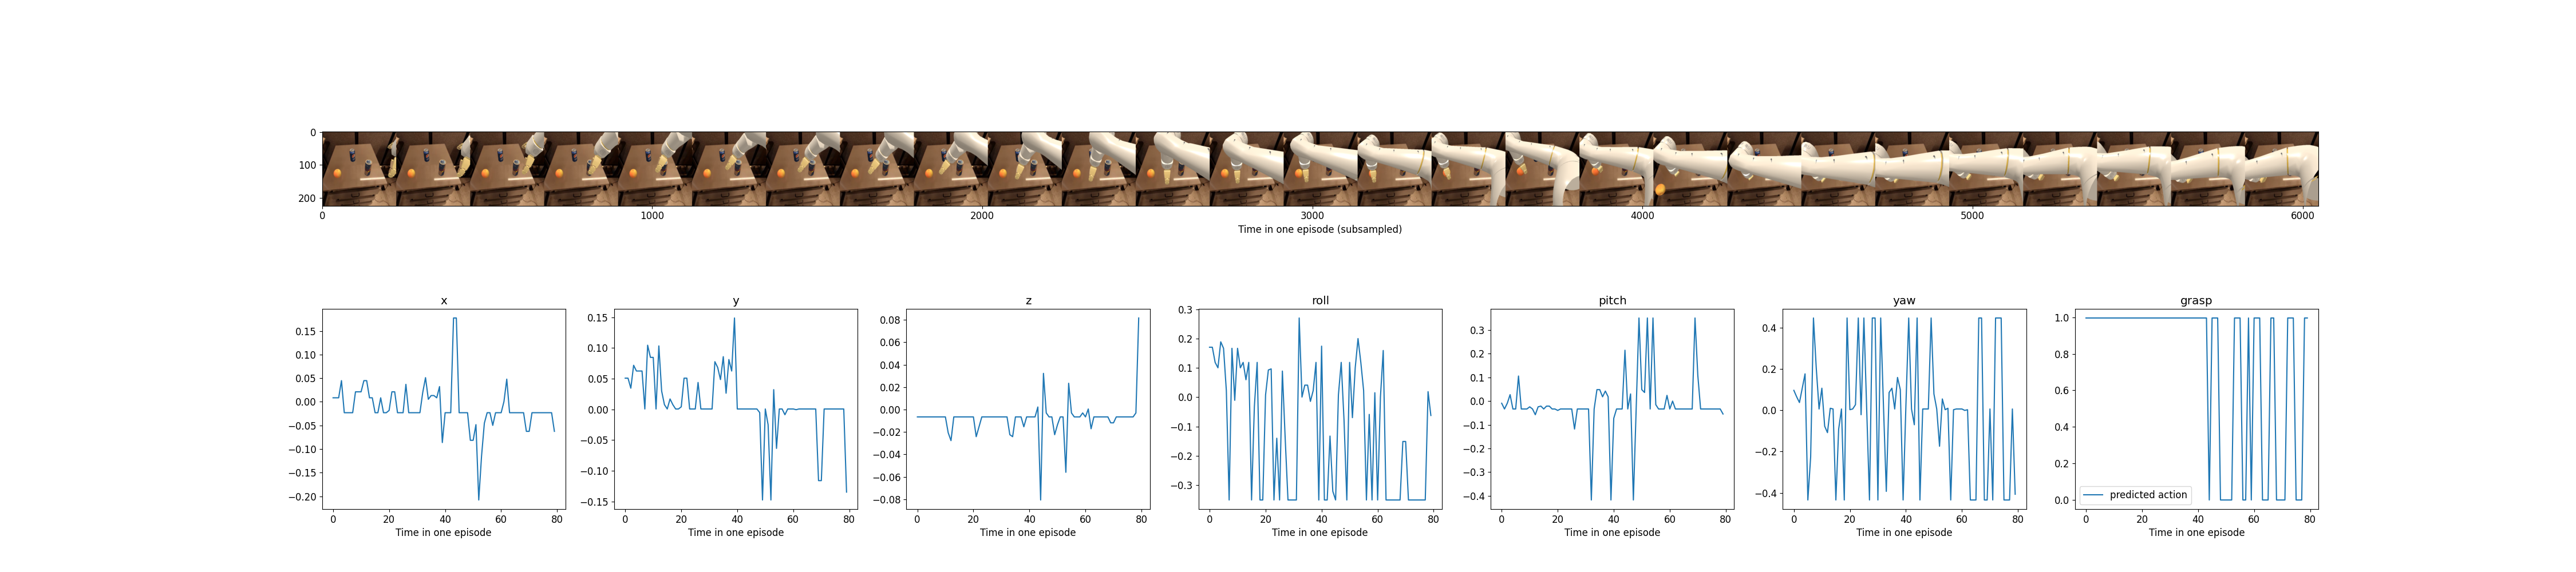 0
100
200
0 1000 2000 3000 4000 5000 6000
Time in one episode (subsampled)
x
0.15
0.10
0.05
0.00
−0.05
−0.10
−0.15
−0.20
0 20 40 60 80
Time in one episode
y
0.15
0.10
0.05
0.00
−0.05
−0.10
−0.15
0 20 40 60 80
Time in one episode
z
0.08
0.06
0.04
0.02
0.00
−0.02
−0.04
−0.06
−0.08
0 20 40 60 80
Time in one episode
roll
0.3
0.2
0.1
0.0
−0.1
−0.2
−0.3
0 20 40 60 80
Time in one episode
pitch
0.3
0.2
0.1
0.0
−0.1
−0.2
−0.3
−0.4
0 20 40 60 80
Time in one episode
yaw
0.4
0.2
0.0
−0.2
−0.4
0 20 40 60 80
Time in one episode
grasp
1.0
0.8
0.6
0.4
0.2
0.0
predicted action
0 20 40 60 80
Time in one episode